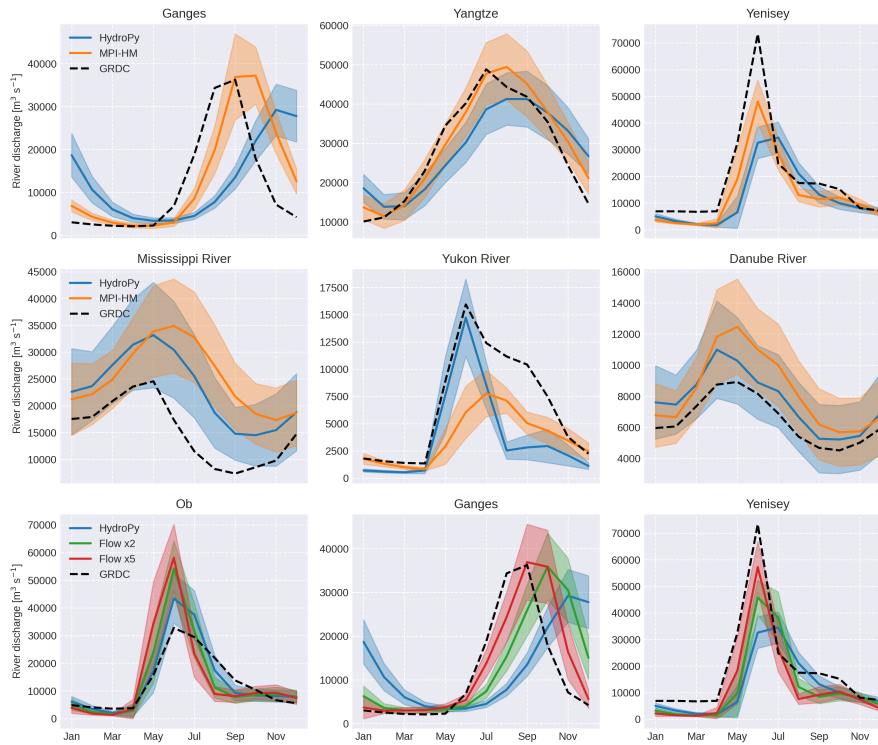 Ganges
Yangtze
Yenisey
River discharge [m³ s⁻¹]
40000
30000
20000
10000
0
HydroPy
MPI-HM
GRDC
60000
50000
40000
30000
20000
10000
70000
60000
50000
40000
30000
20000
10000
0
Mississippi River
Yukon River
Danube River
River discharge [m³ s⁻¹]
45000
40000
35000
30000
25000
20000
15000
10000
HydroPy
MPI-HM
GRDC
17500
15000
12500
10000
7500
5000
2500
0
16000
14000
12000
10000
8000
6000
4000
Ob
Ganges
Yenisey
River discharge [m³ s⁻¹]
70000
60000
50000
40000
30000
20000
10000
0
HydroPy
Flow x2
Flow x5
GRDC
40000
30000
20000
10000
0
70000
60000
50000
40000
30000
20000
10000
0
Jan Mar May Jul Sep Nov
Jan Mar May Jul Sep Nov
Jan Mar May Jul Sep Nov